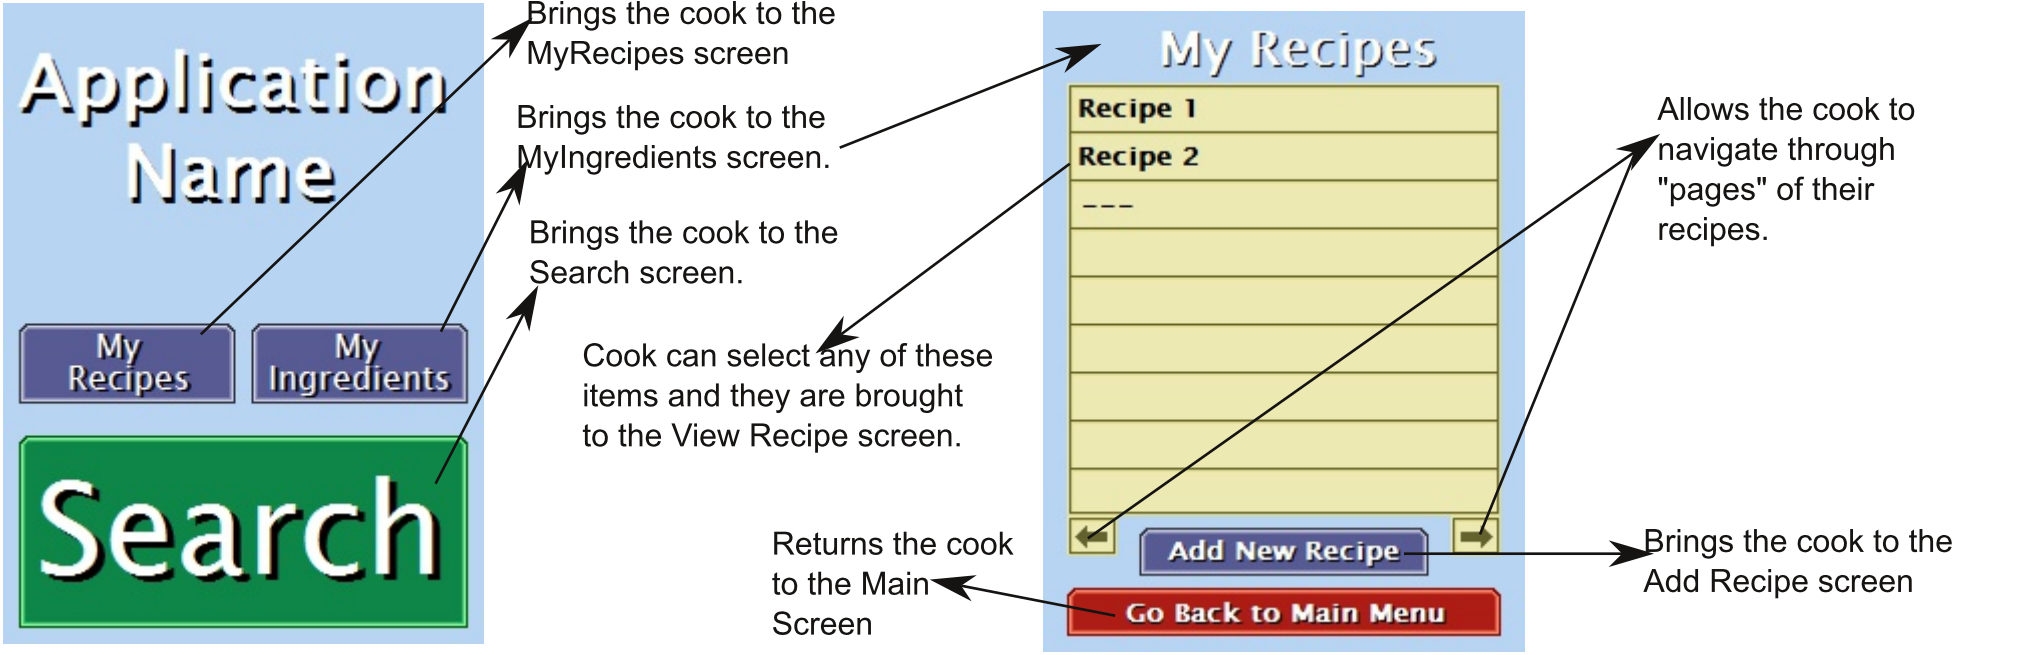 Application
Name
My
Recipes
My
Ingredients
Search
Brings the cook to the
MyRecipes screen
Brings the cook to the
MyIngredients screen.
Brings the cook to the
Search screen.
Cook can select any of these
items and they are brought
to the View Recipe screen.
Returns the cook
to the Main
Screen
My Recipes
Recipe 1
Recipe 2
---
Add New Recipe
Go Back to Main Menu
Allows the cook to
navigate through
"pages" of their
recipes.
Brings the cook to the
Add Recipe screen